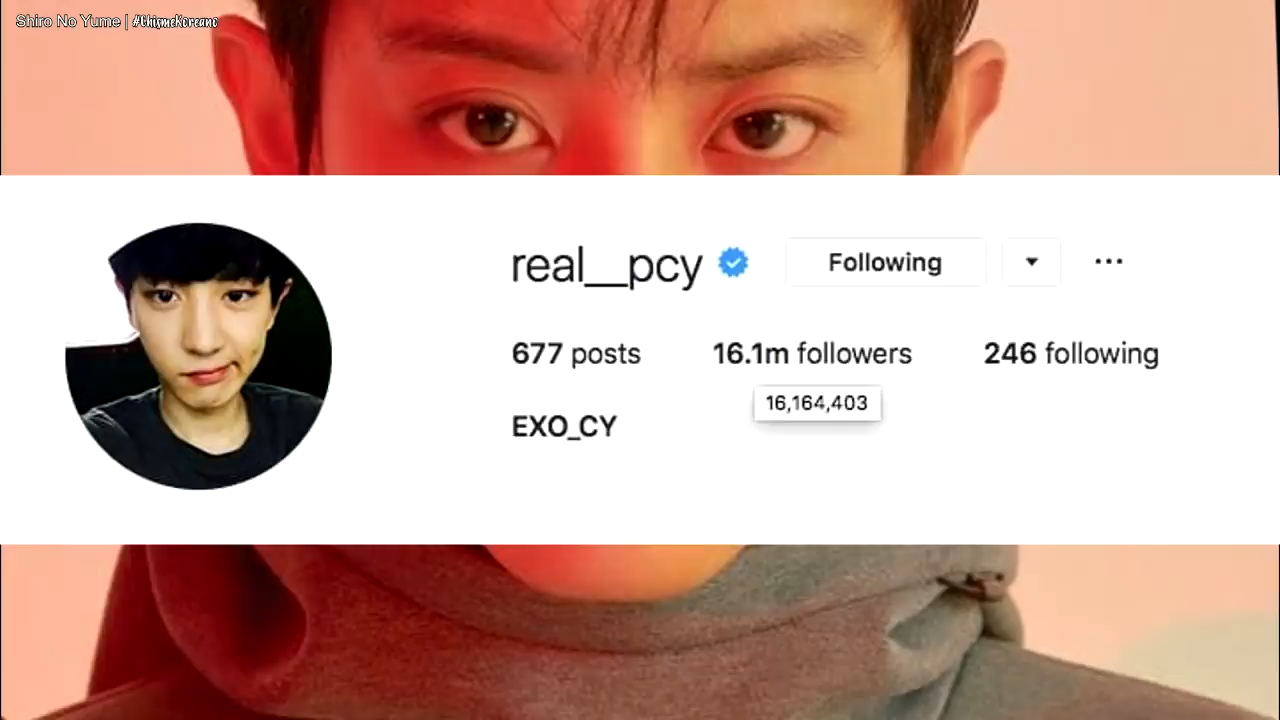 Shiro No Yume | #ChismeKoreano
real__pcy Following
677 posts 16.1m followers 246 following
16,164,403
EXO_CY